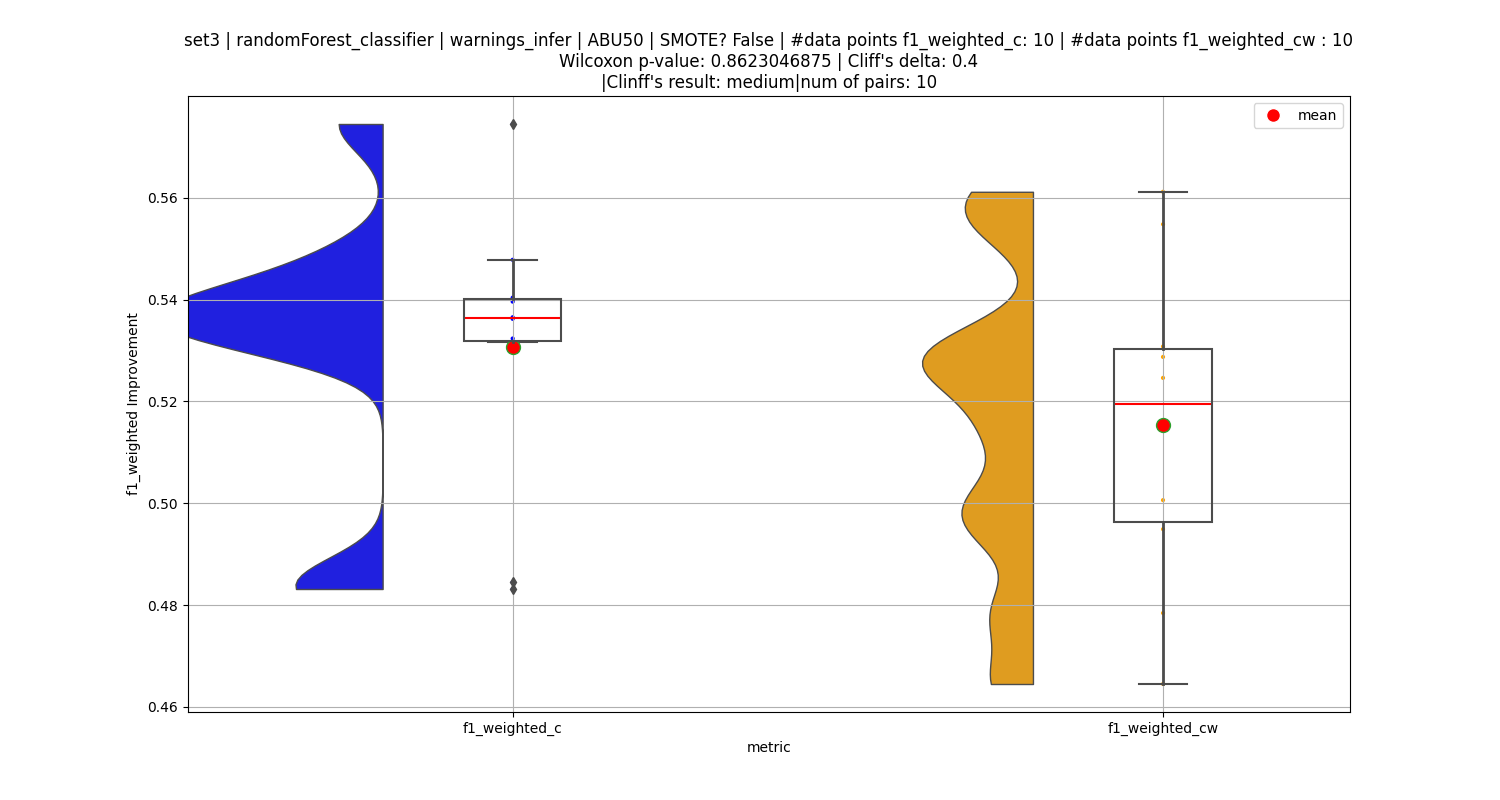 set3 | randomForest_classifier | warnings_infer | ABU50 | SMOTE? False | #data points f1_weighted_c: 10 | #data points f1_weighted_cw : 10
Wilcoxon p-value: 0.8623046875 | Cliff's delta: 0.4
|Clinff's result: medium|num of pairs: 10
mean
0.56
0.54
0.52
0.50
0.48
0.46
f1_weighted Improvement
f1_weighted_c
f1_weighted_cw
metric